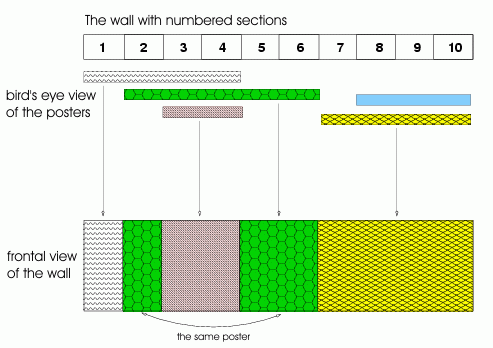 The wall with numbered sections
1 2 3 4 5 6 7 8 9 10
bird's eye view
of the posters
frontal view
of the wall
the same poster